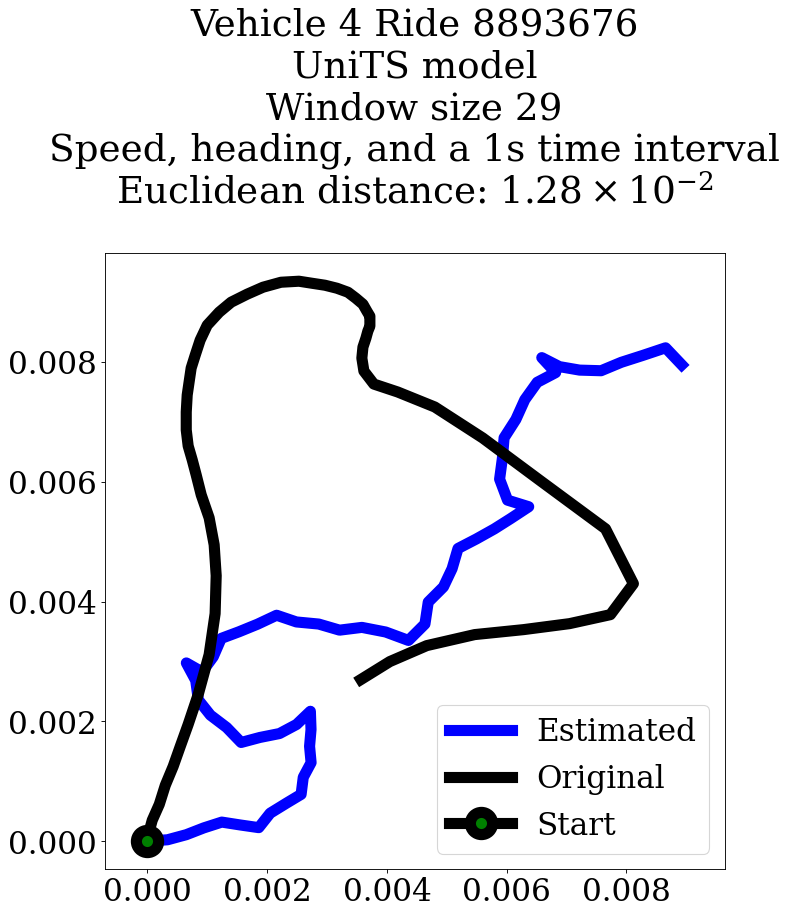 Vehicle 4 Ride 8893676
UniTS model
Window size 29
Speed, heading, and a 1s time interval
Euclidean distance: 1.28 × 10⁻²
0.008
0.006
0.004
0.002
0.000
0.000 0.002 0.004 0.006 0.008
Estimated
Original
Start